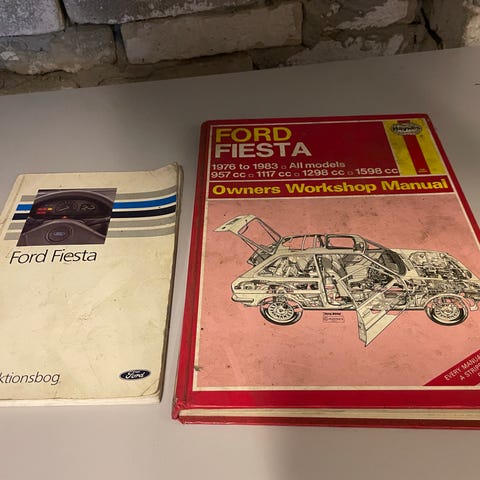 Ford Fiesta
ktionsbog
Ford
FORD
FIESTA
Haynes
1976 to 1983 □ All models
957 cc □ 1117 cc □ 1298 cc □ 1598 cc
Owners Workshop Manual
EVERY MANUAL
A STRIP